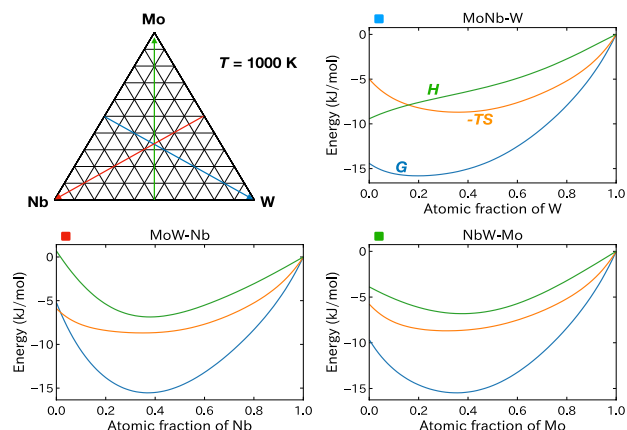 Mo
T = 1000 K
Nb
W
MoNb-W
Energy (kJ/mol)
0
−5
−10
−15
H
-TS
G
0.0 0.2 0.4 0.6 0.8 1.0
Atomic fraction of W
MoW-Nb
Energy (kJ/mol)
0
−5
−10
−15
0.0 0.2 0.4 0.6 0.8 1.0
Atomic fraction of Nb
NbW-Mo
Energy (kJ/mol)
0
−5
−10
−15
0.0 0.2 0.4 0.6 0.8 1.0
Atomic fraction of Mo